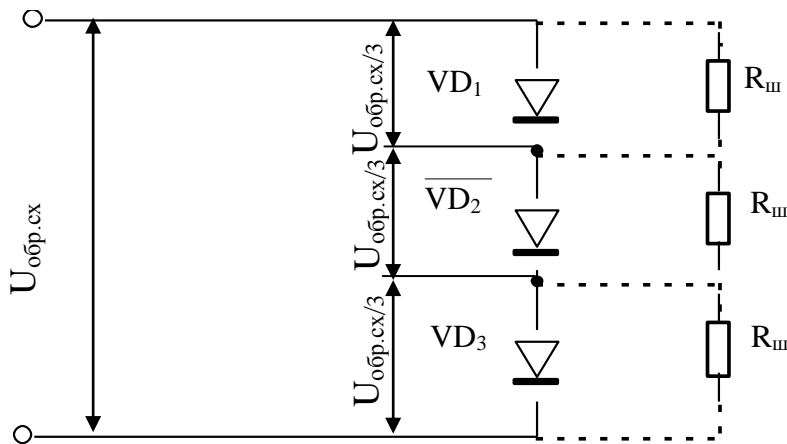 U обр.сх
U обр.сх/3
VD1
Rш
U обр.сх/3
VD2
Rш
U обр.сх/3
VD3
Rш